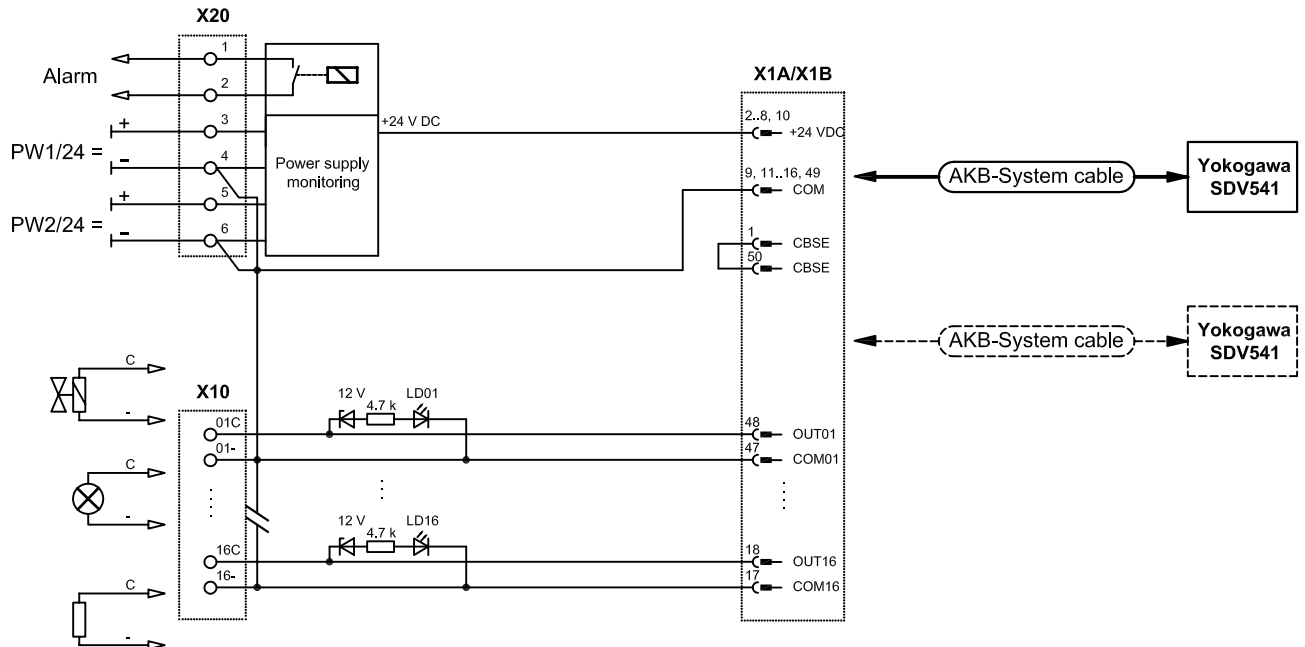 X20
1
Alarm
2
X1A/X1B
+
3
+24 V DC
2..8, 10
+24 VDC
PW1/24 =
-
4
Power supply
monitoring
9, 11..16, 49
COM
AKB-System cable
Yokogawa
SDV541
+
5
PW2/24 =
-
6
1
CBSE
50
CBSE
AKB-System cable
Yokogawa
SDV541
C
-
X10
12 V
4.7 k
LD01
01C
48
OUT01
01-
47
COM01
C
-
12 V
4.7 k
LD16
16C
18
OUT16
16-
17
COM16
C
-